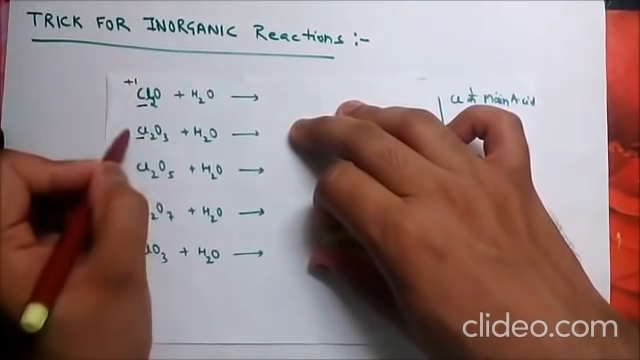 TRICK FOR INORGANIC Reactions :-
+1
Cl2O + H2O →
Cl2O3 + H2O →
Cl2O5 + H2O →
2O7 + H2O →
O3 + H2O →
Main Acid
clideo.com